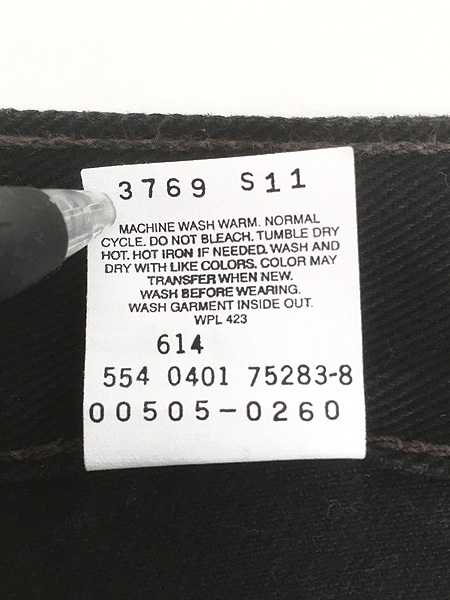 3769 S11
MACHINE WASH WARM. NORMAL
CYCLE. DO NOT BLEACH. TUMBLE DRY
HOT. HOT IRON IF NEEDED. WASH AND
DRY WITH LIKE COLORS. COLOR MAY
TRANSFER WHEN NEW.
WASH BEFORE WEARING.
WASH GARMENT INSIDE OUT.
WPL 423
614
554 0401 75283-8
00505-0260